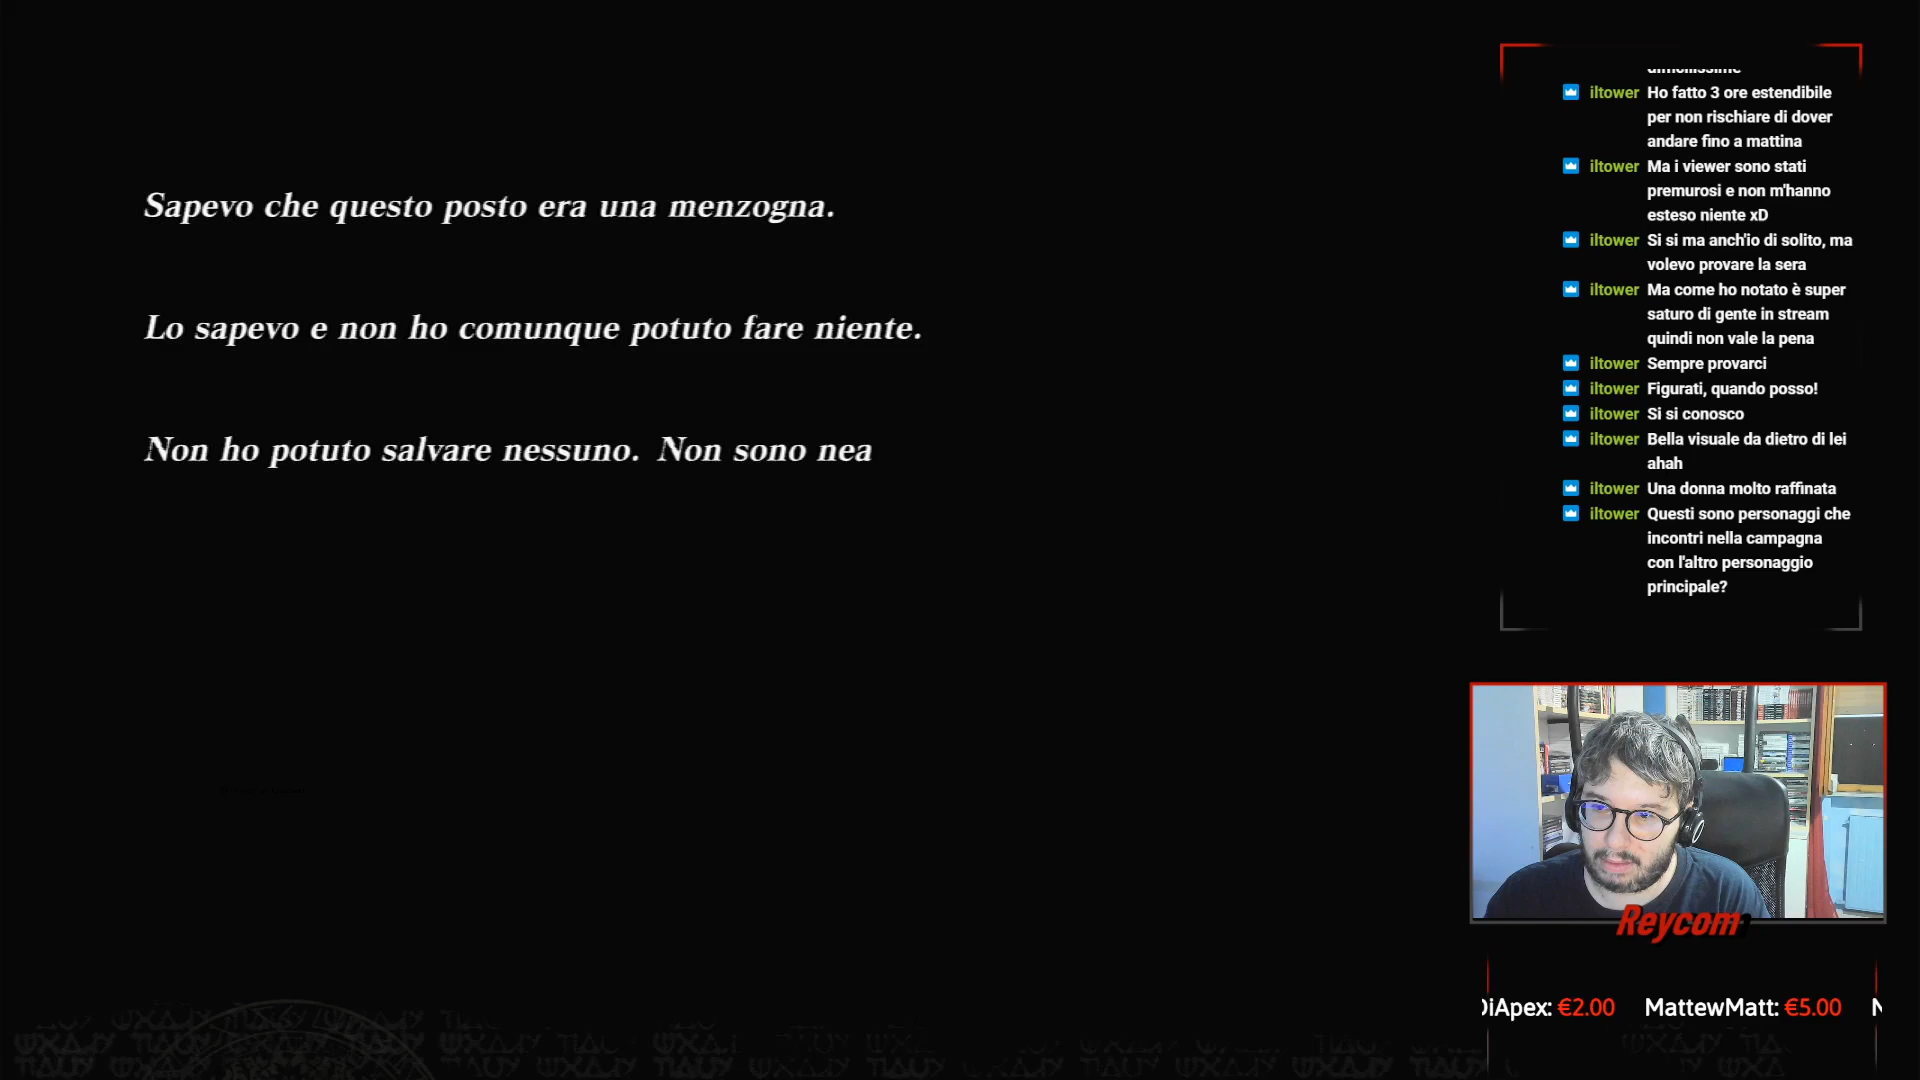 Sapevo che questo posto era una menzogna.
Lo sapevo e non ho comunque potuto fare niente.
Non ho potuto salvare nessuno. Non sono nea
iltower Ho fatto 3 ore estendibile
per non rischiare di dover
andare fino a mattina
iltower Ma i viewer sono stati
premurosi e non m'hanno
esteso niente xD
iltower Si si ma anch'io di solito, ma
volevo provare la sera
iltower Ma come ho notato è super
saturo di gente in stream
quindi non vale la pena
iltower Sempre provarci
iltower Figurati, quando posso!
iltower Si si conosco
iltower Bella visuale da dietro di lei
ahah
iltower Una donna molto raffinata
iltower Questi sono personaggi che
incontri nella campagna
con l'altro personaggio
principale?
Reycom
DiApex: €2.00 MattewMatt: €5.00 N